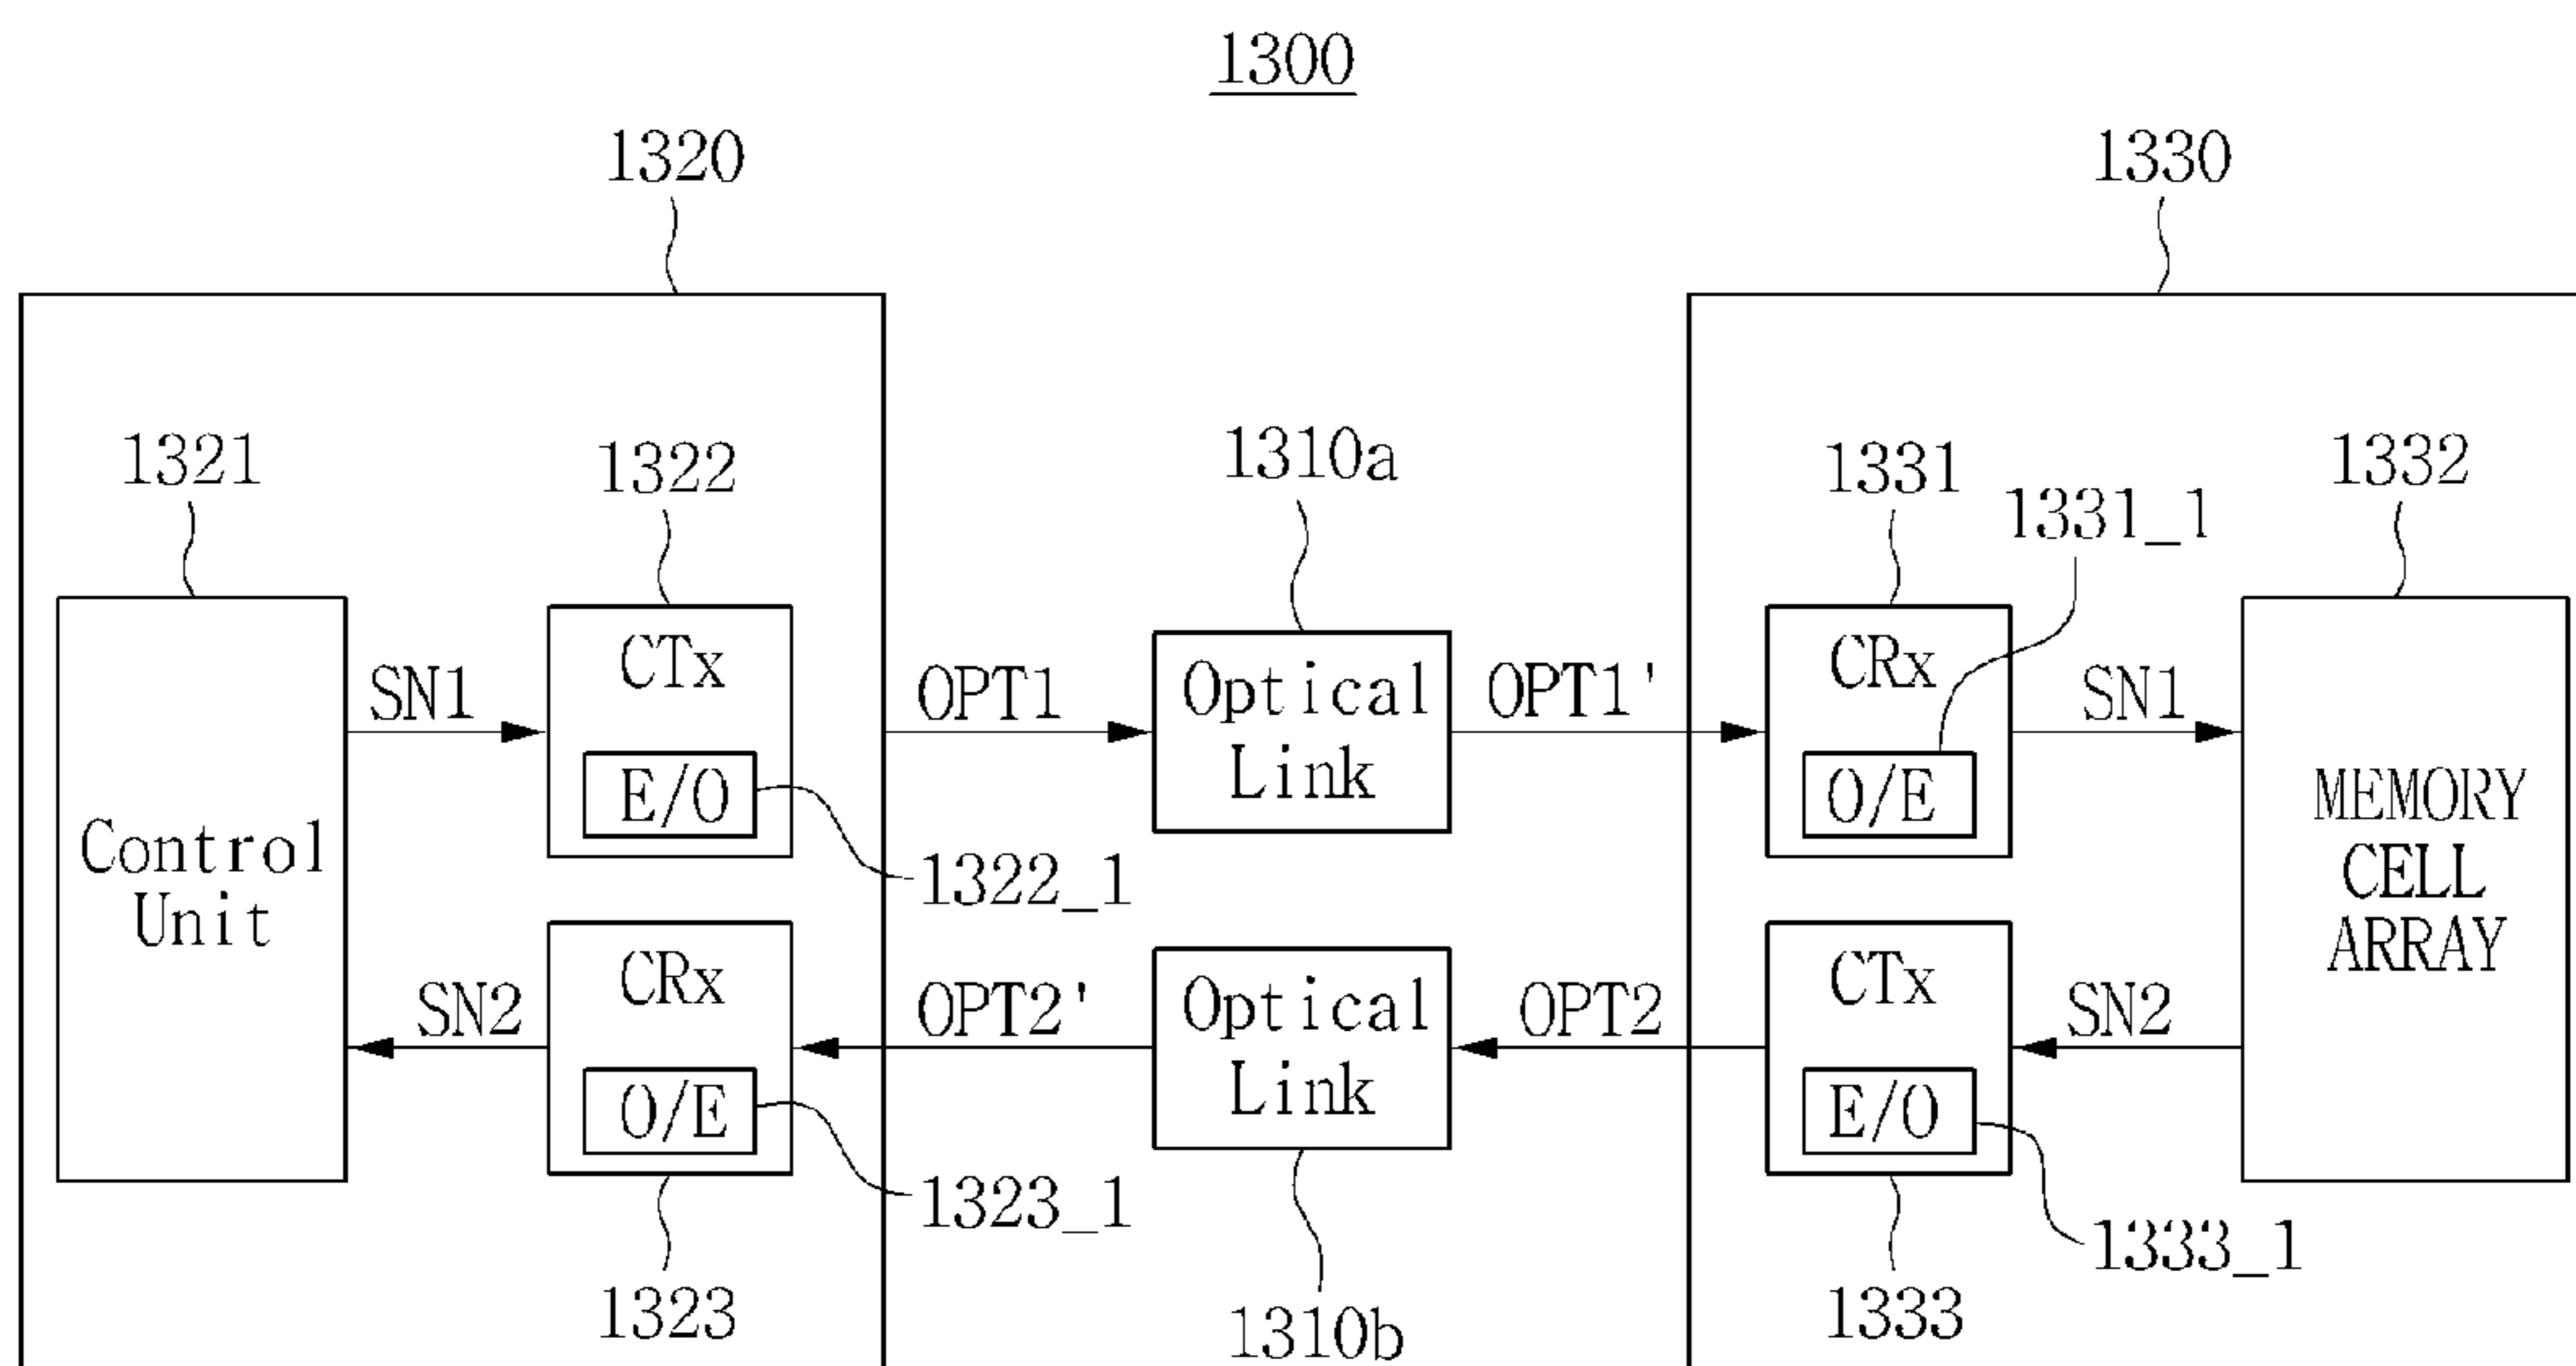 1300
1320
1330
1321
1322
1310a
1331
1331_1
1332
Control
Unit
SN1
CTx
E/O
1322_1
OPT1
Optical
Link
OPT1'
CRx
O/E
SN1
MEMORY
CELL
ARRAY
SN2
CRx
O/E
1323_1
1323
OPT2'
Optical
Link
1310b
OPT2
CTx
E/O
1333_1
1333
SN2